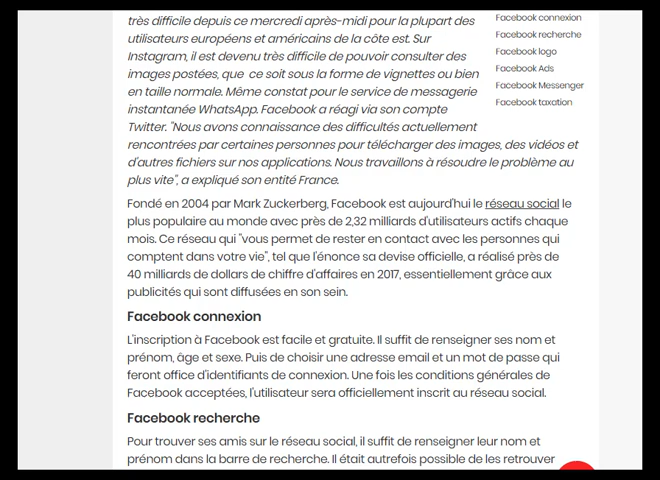 très difficile depuis ce mercredi après-midi pour la plupart des
utilisateurs européens et américains de la côte est. Sur
Instagram, il est devenu très difficile de pouvoir consulter des
images postées, que  ce soit sous la forme de vignettes ou bien
en taille normale. Même constat pour le service de messagerie
instantanée WhatsApp. Facebook a réagi via son compte
Twitter. "Nous avons connaissance des difficultés actuellement
rencontrées par certaines personnes pour télécharger des images, des vidéos et
d'autres fichiers sur nos applications. Nous travaillons à résoudre le problème au
plus vite", a expliqué son entité France.
Fondé en 2004 par Mark Zuckerberg, Facebook est aujourd'hui le réseau social le
plus populaire au monde avec près de 2,32 milliards d'utilisateurs actifs chaque
mois. Ce réseau qui "vous permet de rester en contact avec les personnes qui
comptent dans votre vie", tel que l'énonce sa devise officielle, a réalisé près de
40 milliards de dollars de chiffre d'affaires en 2017, essentiellement grâce aux
publicités qui sont diffusées en son sein.
Facebook connexion
L'inscription à Facebook est facile et gratuite. Il suffit de renseigner ses nom et
prénom, âge et sexe. Puis de choisir une adresse email et un mot de passe qui
feront office d'identifiants de connexion. Une fois les conditions générales de
Facebook acceptées, l'utilisateur sera officiellement inscrit au réseau social.
Facebook recherche
Pour trouver ses amis sur le réseau social, il suffit de renseigner leur nom et
prénom dans la barre de recherche. Il était autrefois possible de les retrouver
Facebook connexion
Facebook recherche
Facebook logo
Facebook Ads
Facebook Messenger
Facebook taxation